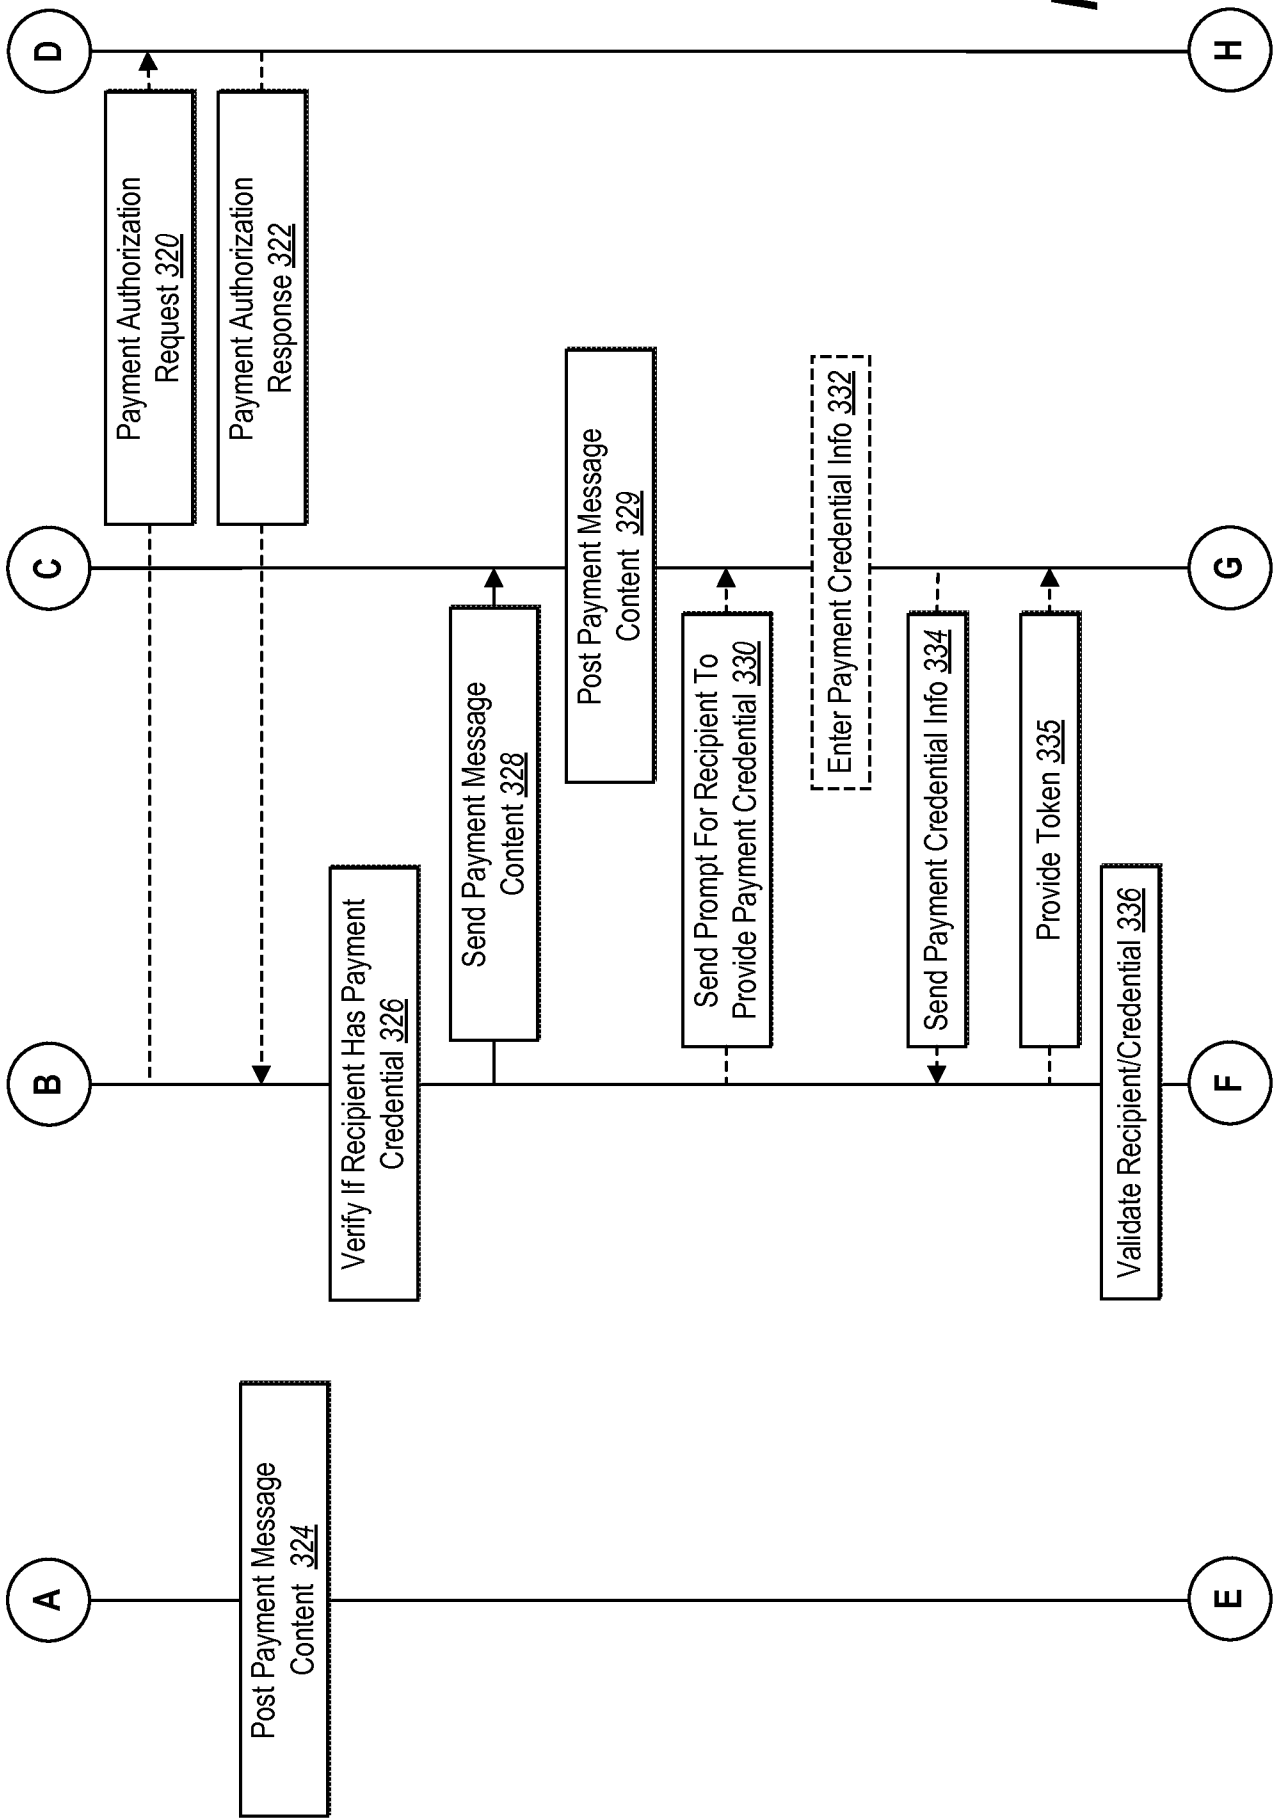 A
B
C
D
Payment Authorization
Request 320
Payment Authorization
Response 322
Post Payment Message
Content 324
Verify If Recipient Has Payment
Credential 326
Send Payment Message
Content 328
Post Payment Message
Content 329
Send Prompt For Recipient To
Provide Payment Credential 330
Enter Payment Credential Info 332
Send Payment Credential Info 334
Provide Token 335
Validate Recipient/Credential 336
E
F
G
H